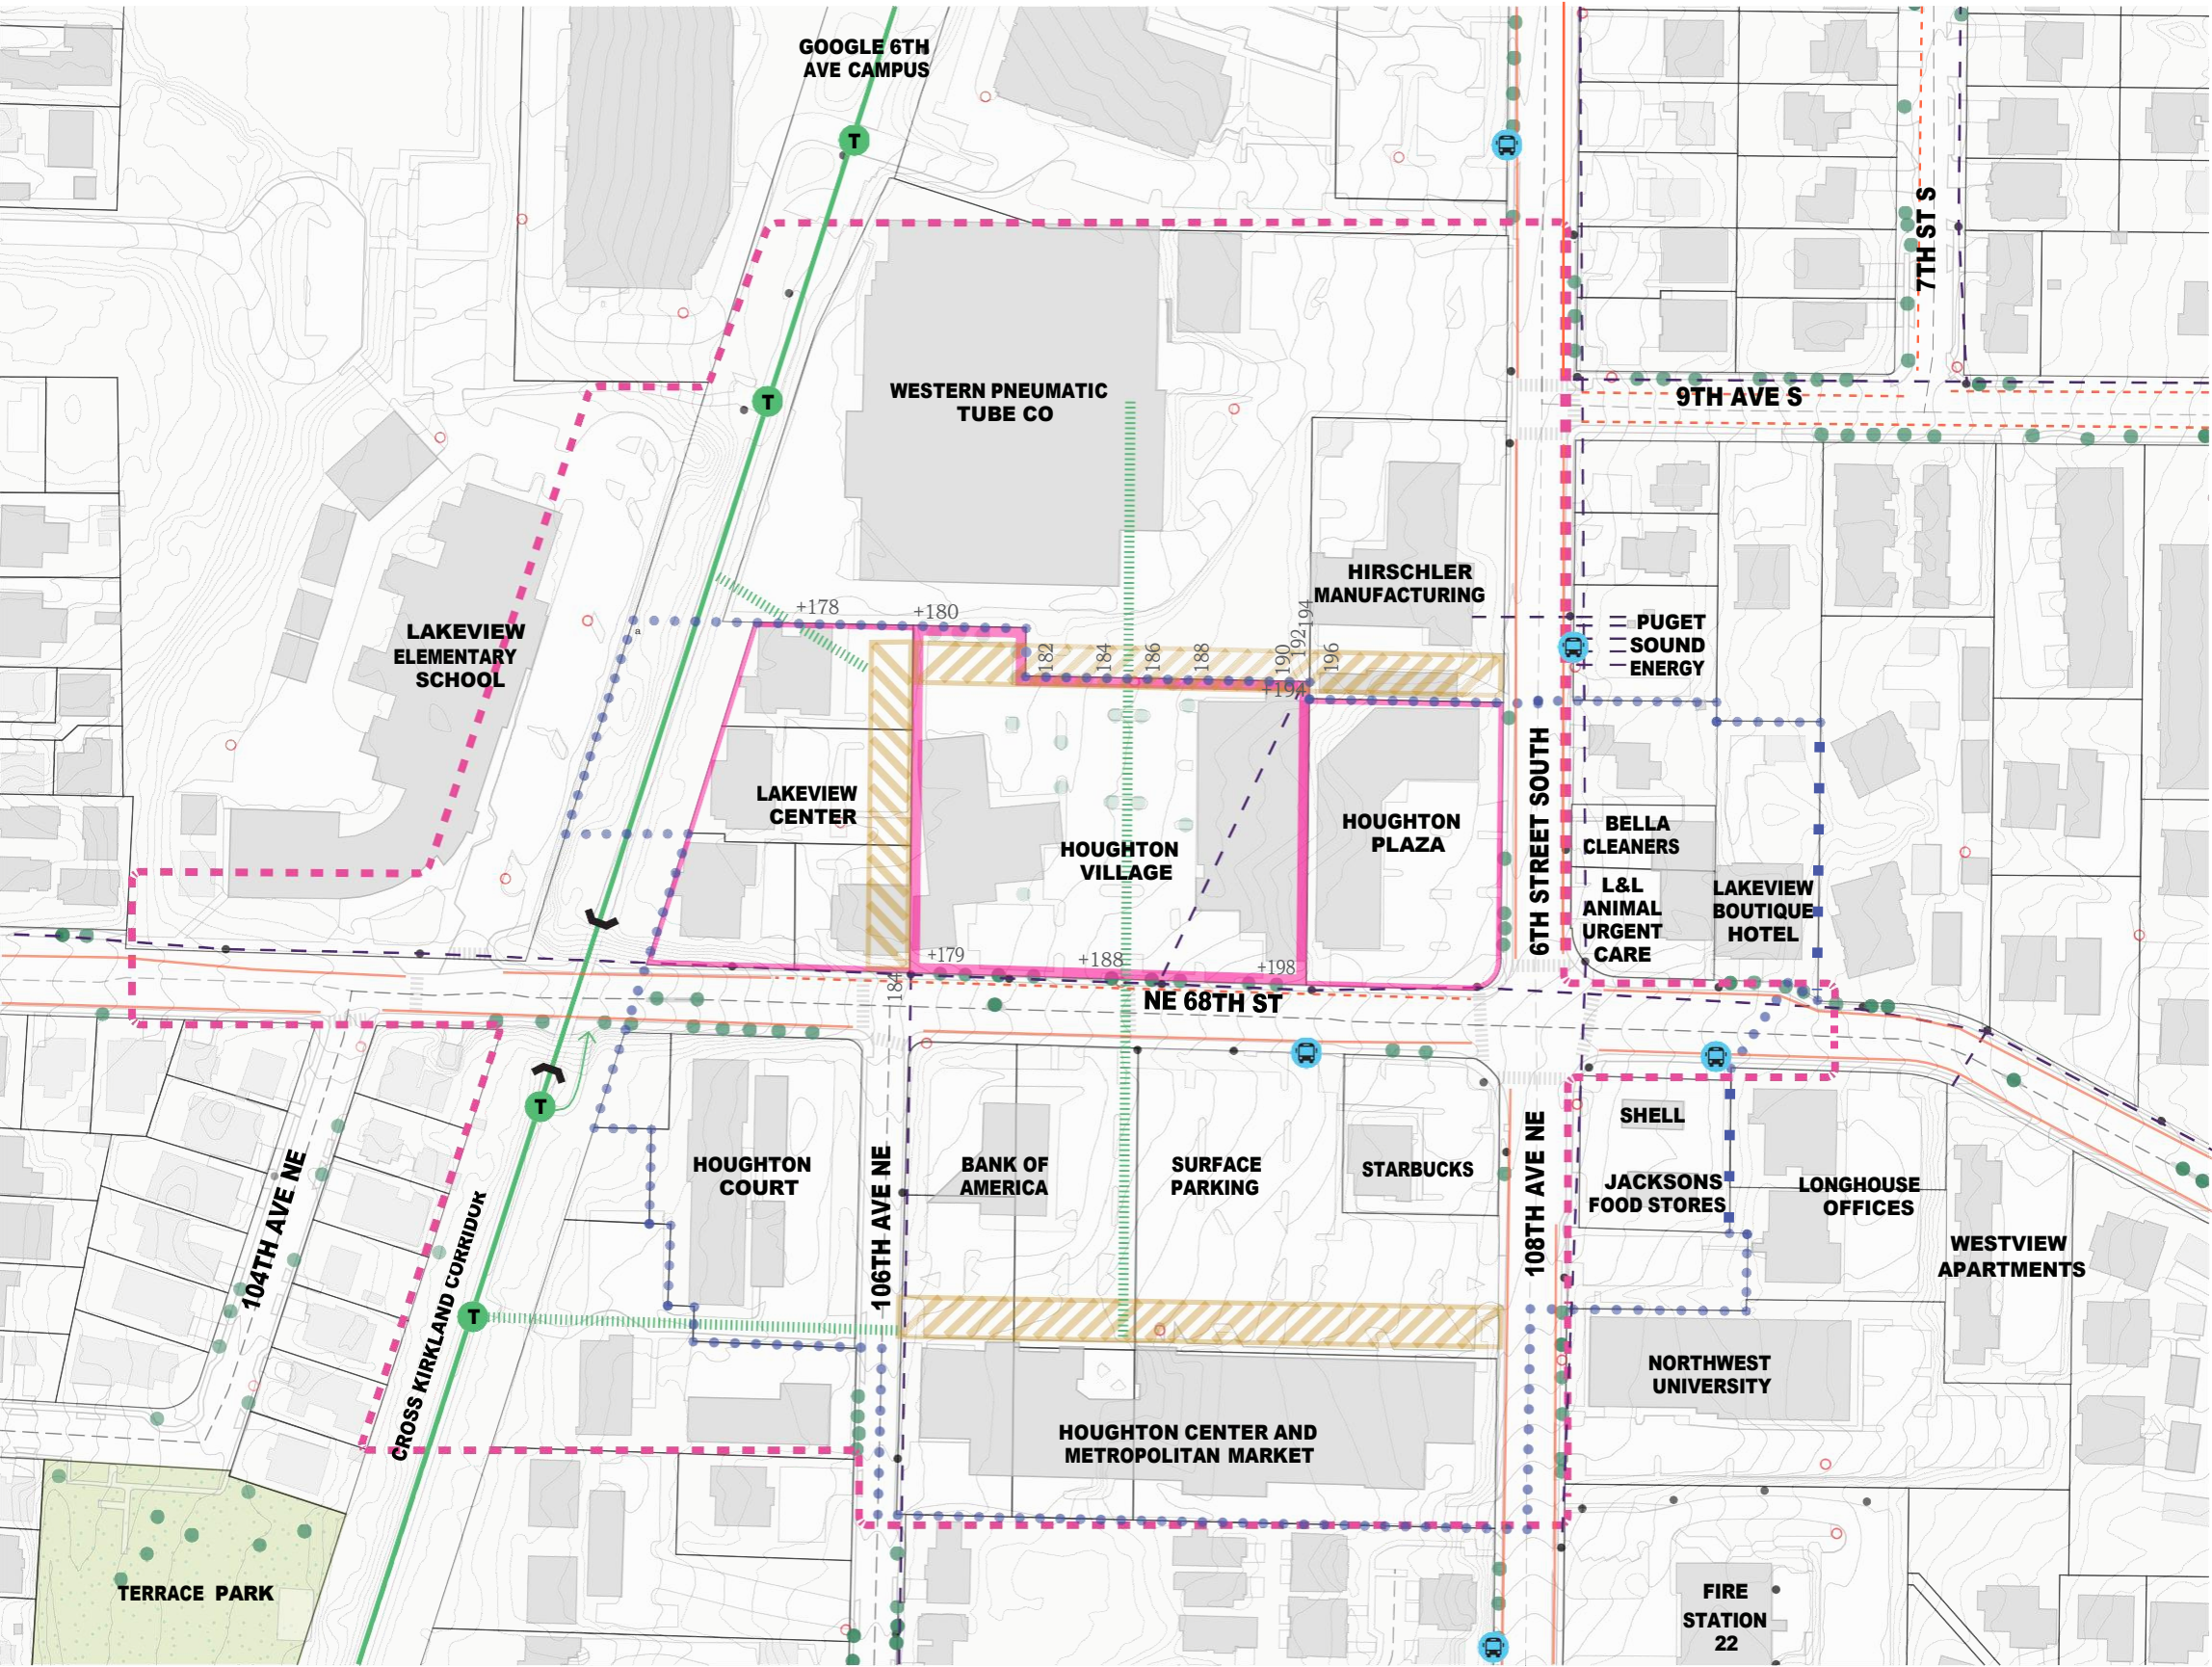 GOOGLE 6TH
AVE CAMPUS
T
7TH ST S
WESTERN PNEUMATIC
TUBE CO
T
9TH AVE S
HIRSCHLER
MANUFACTURING
+178
+180
182
184
186
188
190
192
194
196
+194
PUGET
SOUND
ENERGY
LAKEVIEW
ELEMENTARY
SCHOOL
a
LAKEVIEW
CENTER
HOUGHTON
VILLAGE
HOUGHTON
PLAZA
6TH STREET SOUTH
BELLA
CLEANERS
L&L
ANIMAL
URGENT
CARE
LAKEVIEW
BOUTIQUE
HOTEL
+179
+188
+198
184
NE 68TH ST
T
104TH AVE NE
CROSS KIRKLAND CORRIDOR
HOUGHTON
COURT
106TH AVE NE
BANK OF
AMERICA
SURFACE
PARKING
STARBUCKS
108TH AVE NE
SHELL
JACKSONS
FOOD STORES
LONGHOUSE
OFFICES
WESTVIEW
APARTMENTS
T
NORTHWEST
UNIVERSITY
HOUGHTON CENTER AND
METROPOLITAN MARKET
TERRACE PARK
FIRE
STATION
22